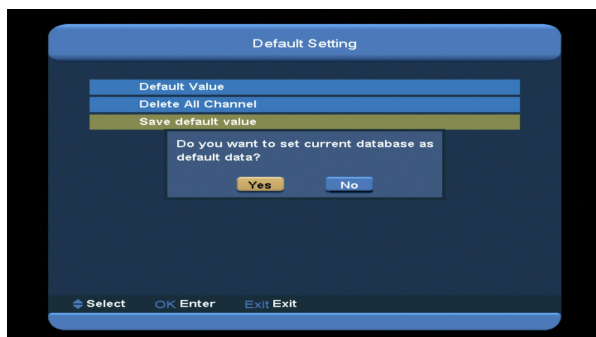 Default Setting
Default Value
Delete All Channel
Save default value
Do you want to set current database as
default data?
Yes No
Select OK Enter Exit Exit